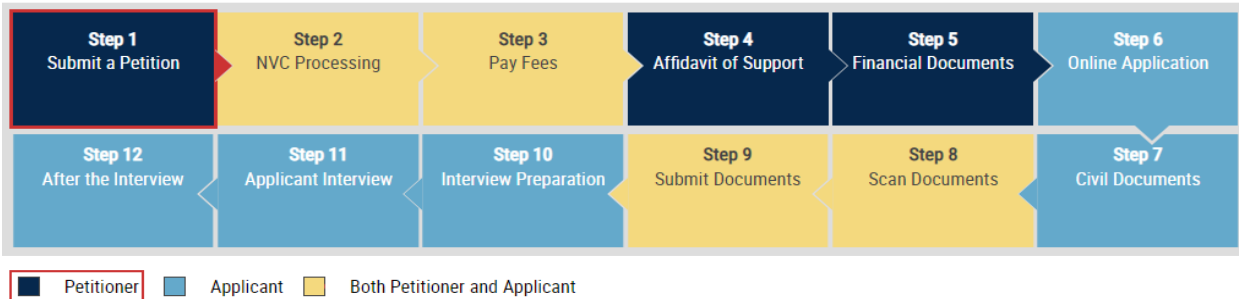 Step 1
Submit a Petition
Step 2
NVC Processing
Step 3
Pay Fees
Step 4
Affidavit of Support
Step 5
Financial Documents
Step 6
Online Application
Step 12
After the Interview
Step 11
Applicant Interview
Step 10
Interview Preparation
Step 9
Submit Documents
Step 8
Scan Documents
Step 7
Civil Documents
Petitioner
Applicant
Both Petitioner and Applicant